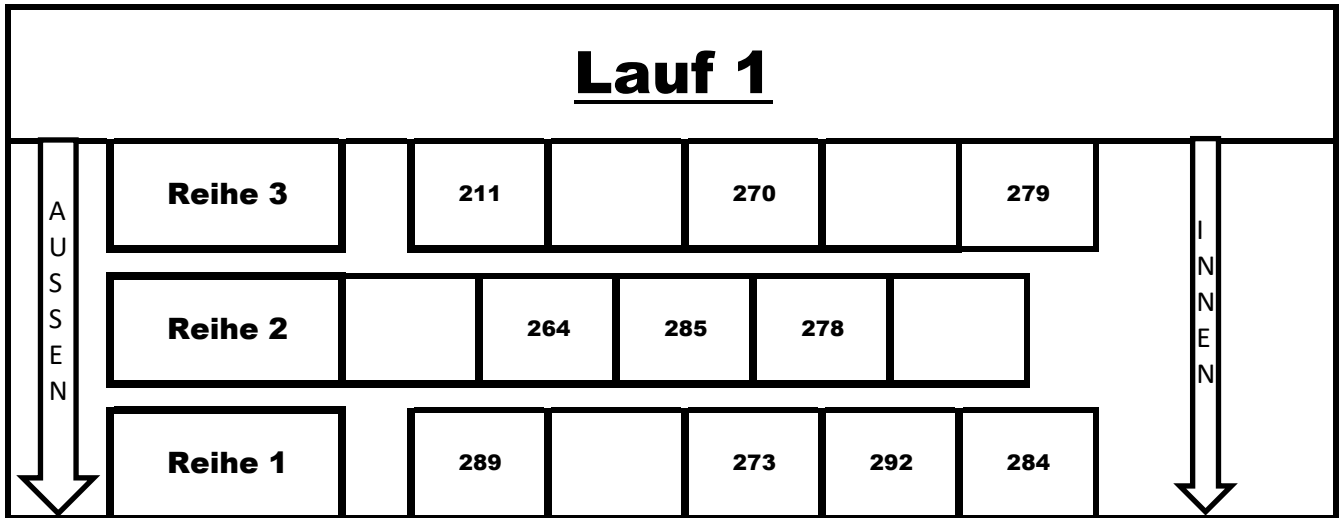 Lauf 1
AUSSEN
INNEN
Reihe 3 211 270 279
Reihe 2 264 285 278
Reihe 1 289 273 292 284